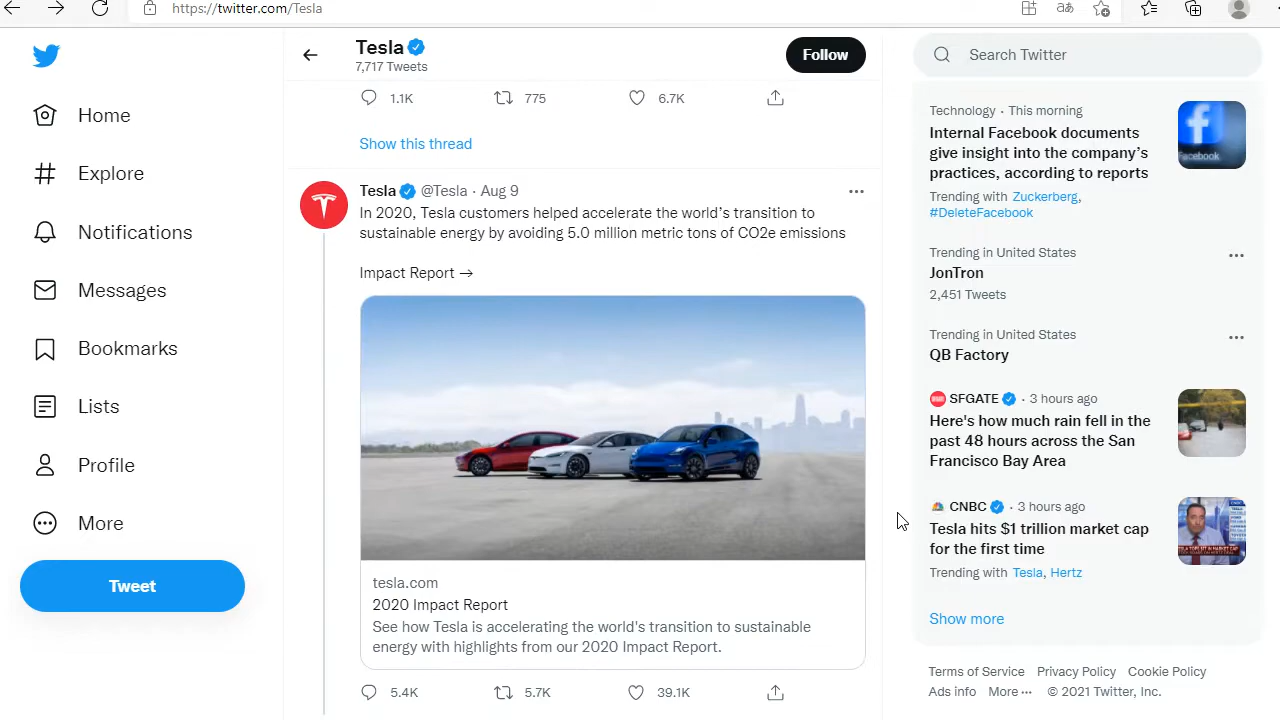 https://twitter.com/Tesla
Tesla
7,717 Tweets
Follow
Home
Explore
Notifications
Messages
Bookmarks
Lists
Profile
More
Tweet
1.1K 775 6.7K
Show this thread
Tesla @Tesla · Aug 9
In 2020, Tesla customers helped accelerate the world’s transition to
sustainable energy by avoiding 5.0 million metric tons of CO2e emissions
Impact Report →
tesla.com
2020 Impact Report
See how Tesla is accelerating the world's transition to sustainable
energy with highlights from our 2020 Impact Report.
5.4K 5.7K 39.1K
Search Twitter
Technology · This morning
Internal Facebook documents
give insight into the company’s
practices, according to reports
Trending with Zuckerberg,
#DeleteFacebook
facebook
Trending in United States
JonTron
2,451 Tweets
Trending in United States
QB Factory
SFGATE · 3 hours ago
Here's how much rain fell in the
past 48 hours across the San
Francisco Bay Area
CNBC · 3 hours ago
Tesla hits $1 trillion market cap
for the first time
Trending with Tesla, Hertz
Show more
Terms of Service Privacy Policy Cookie Policy
Ads info More ··· © 2021 Twitter, Inc.